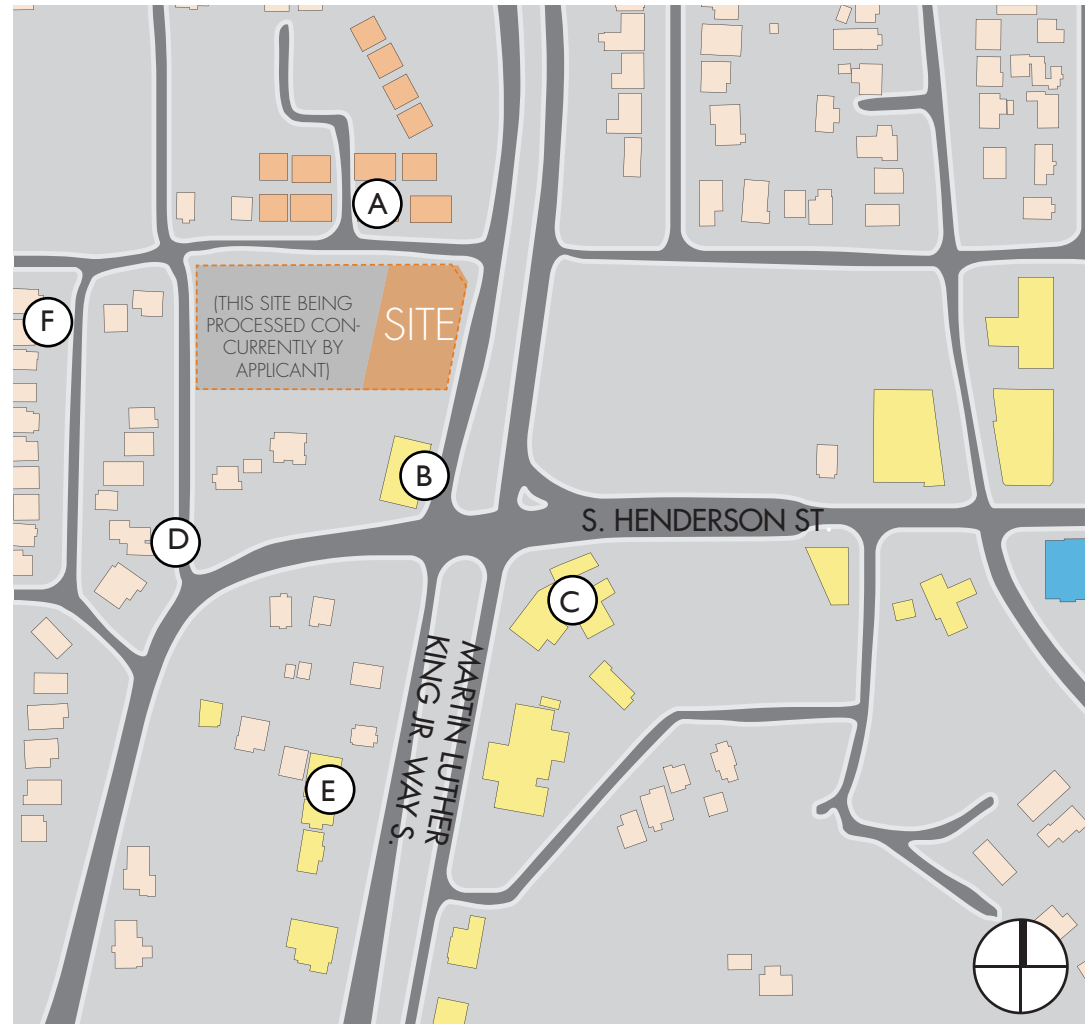 A
(THIS SITE BEING
PROCESSED CON-
CURRENTLY BY
APPLICANT)
SITE
F
B
S. HENDERSON ST.
D
C
MARTIN LUTHER
KING JR. WAY S.
E